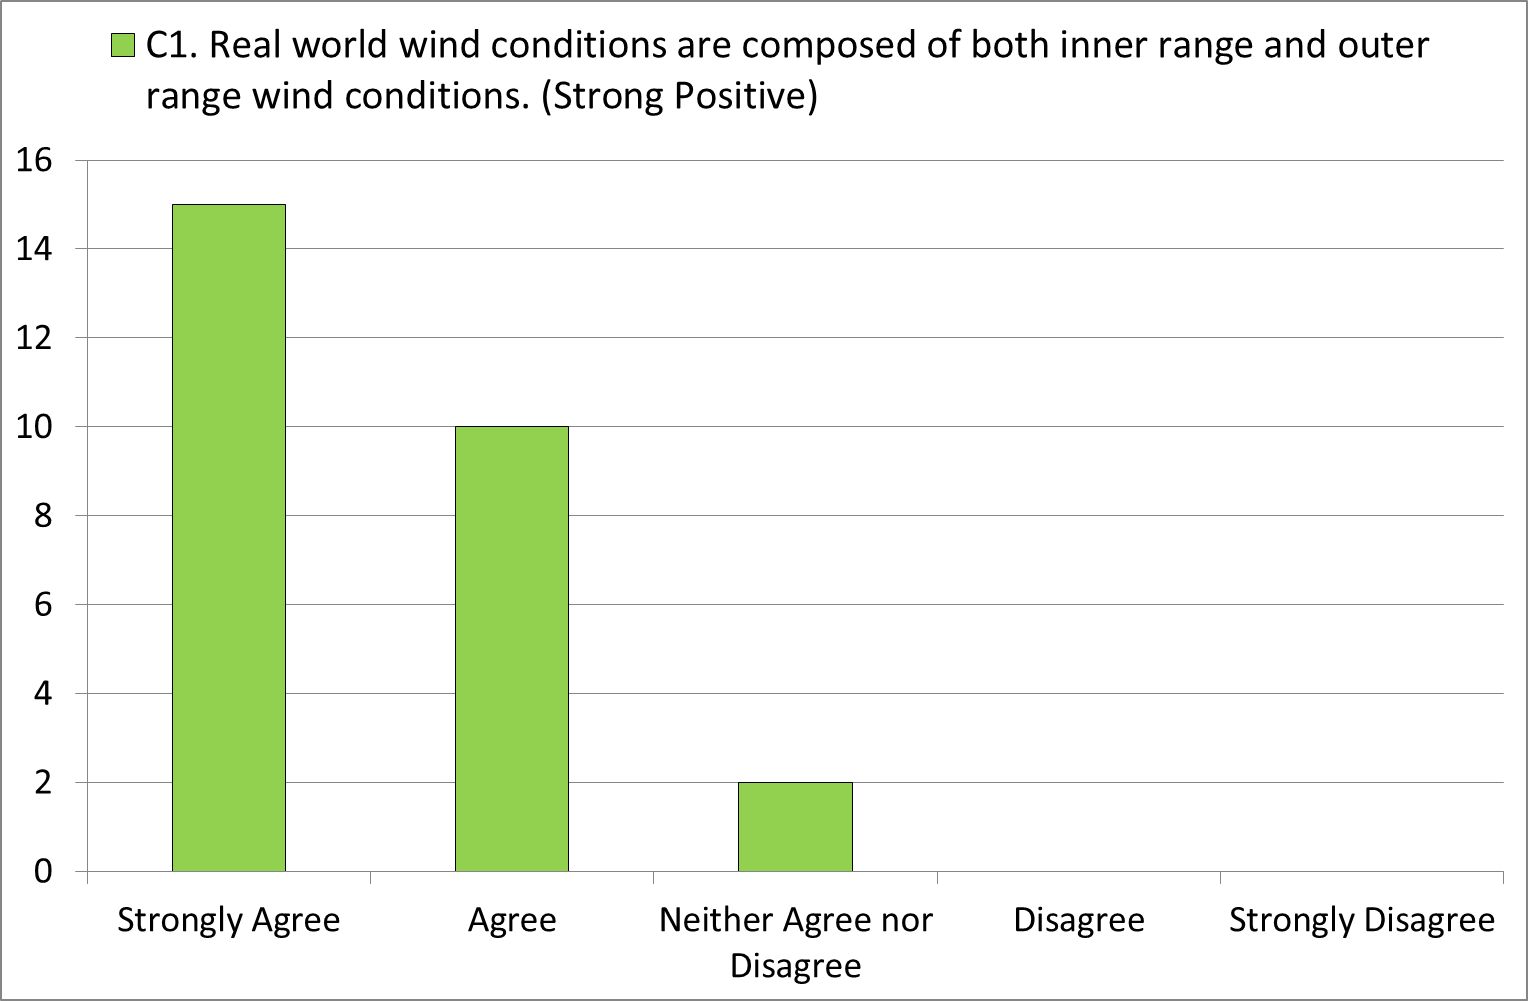 C1. Real world wind conditions are composed of both inner range and outer
range wind conditions. (Strong Positive)
16
14
12
10
8
6
4
2
0
Strongly Agree
Agree
Neither Agree nor
Disagree
Disagree
Strongly Disagree